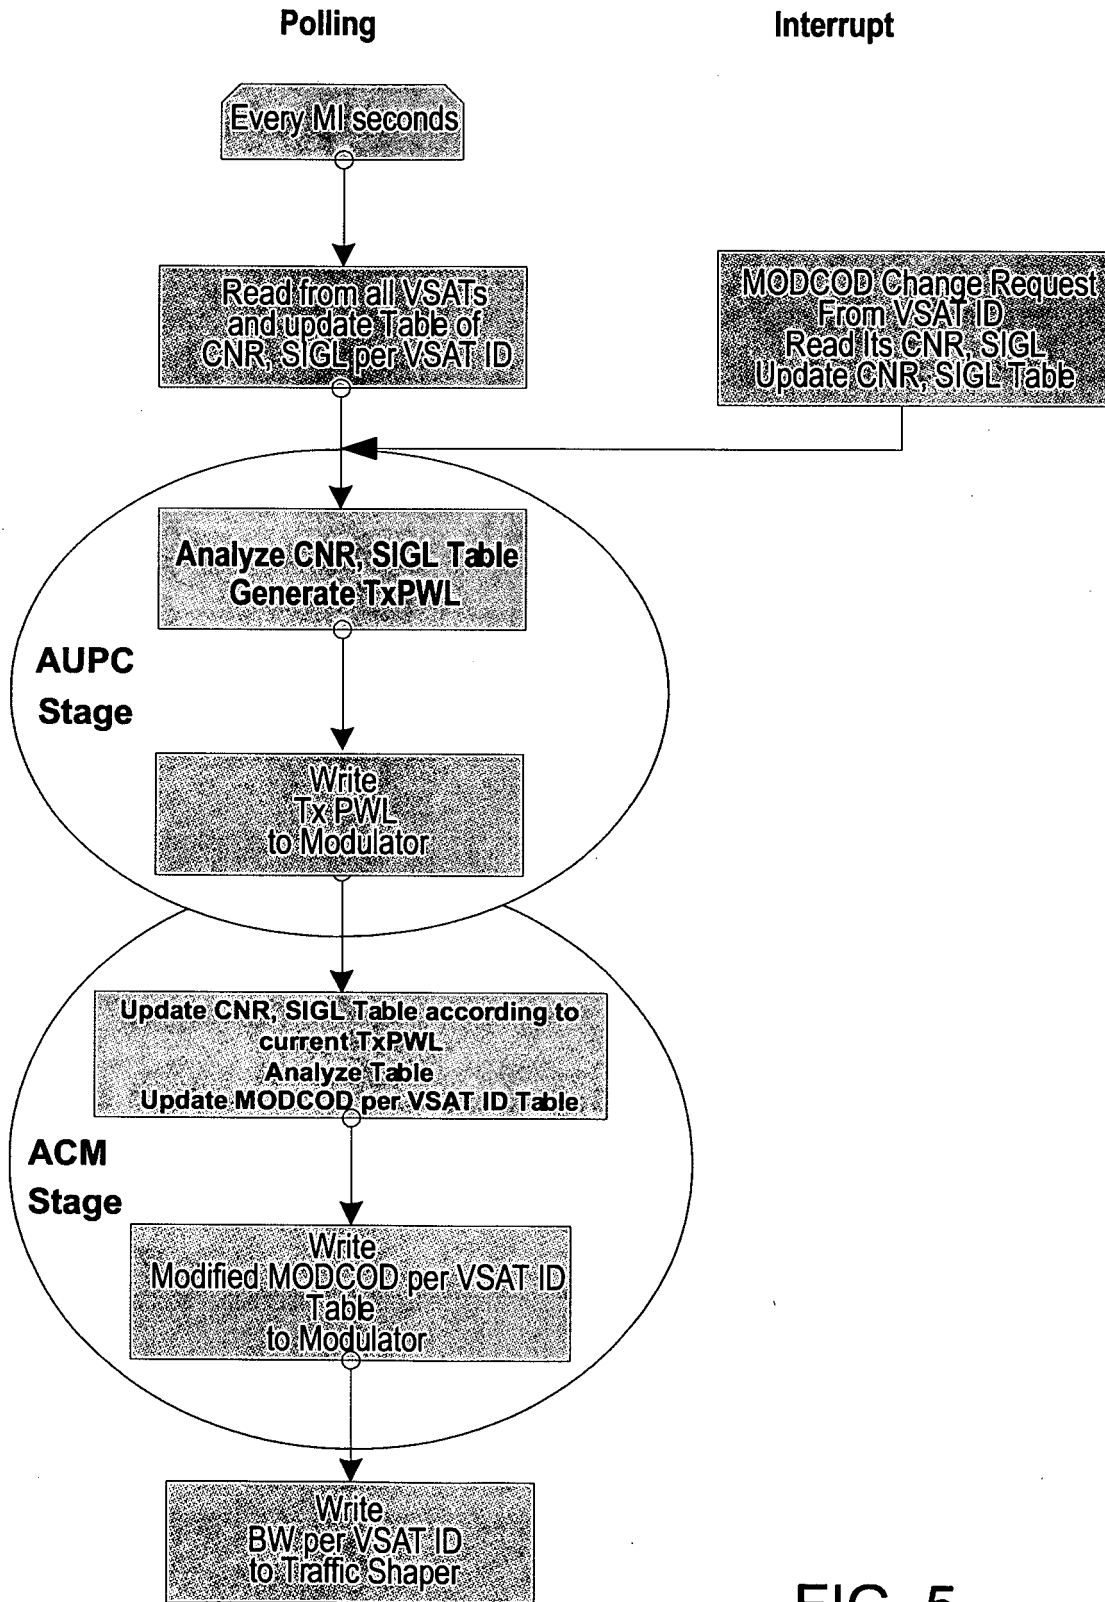 Polling
Interrupt
Every MI seconds
Read from all VSATs
and update Table of
CNR, SIGL per VSAT ID
MODCOD Change Request
From VSAT ID
Read Its CNR, SIGL
Update CNR, SIGL Table
Analyze CNR, SIGL Table
Generate TxPWL
AUPC
Stage
Write
Tx PWL
to Modulator
Update CNR, SIGL Table according to
current TxPWL
Analyze Table
Update MODCOD per VSAT ID Table
ACM
Stage
Write
Modified MODCOD per VSAT ID
Table
to Modulator
Write
BW per VSAT ID
to Traffic Shaper
FIG. 5